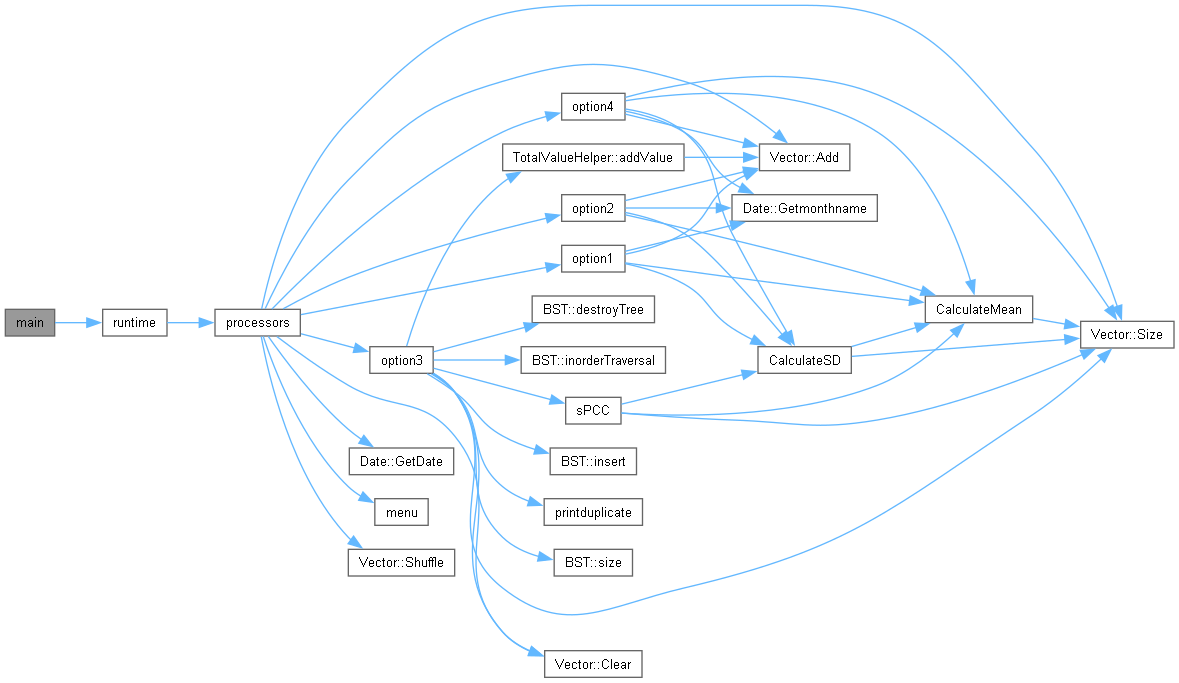 main
runtime
processors
option4
TotalValueHelper::addValue
Vector::Add
option2
Date::Getmonthname
option1
BST::destroyTree
CalculateMean
Vector::Size
option3
BST::inorderTraversal
CalculateSD
sPCC
Date::GetDate
BST::insert
menu
printduplicate
Vector::Shuffle
BST::size
Vector::Clear